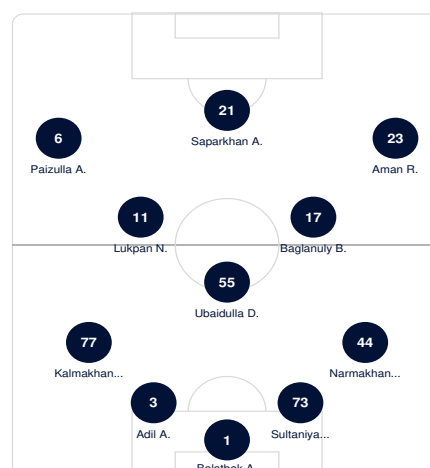 21
Saparkhan A.
6
Paizulla A.
23
Aman R.
11
Lukpan N.
17
Baglanuly B.
55
Ubaidulla D.
77
Kalmakhan...
44
Narmakhan...
3
Adil A.
73
Sultaniya...
1